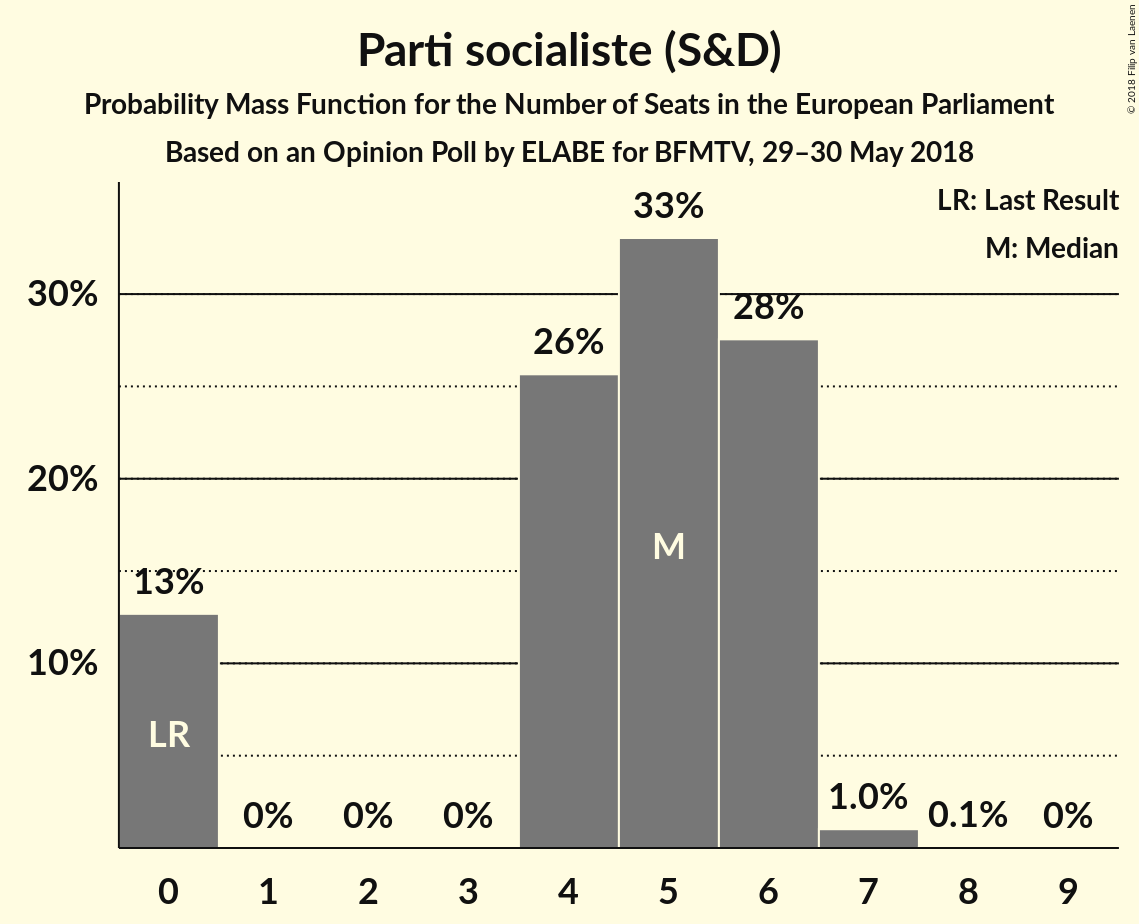 Parti socialiste (S&D)
Probability Mass Function for the Number of Seats in the European Parliament
Based on an Opinion Poll by ELABE for BFMTV, 29–30 May 2018
© 2018 Filip van Laenen
LR: Last Result
M: Median
30%
20%
10%
13%
0%
0%
0%
26%
33%
28%
1.0%
0.1%
0%
LR
M
0 1 2 3 4 5 6 7 8 9